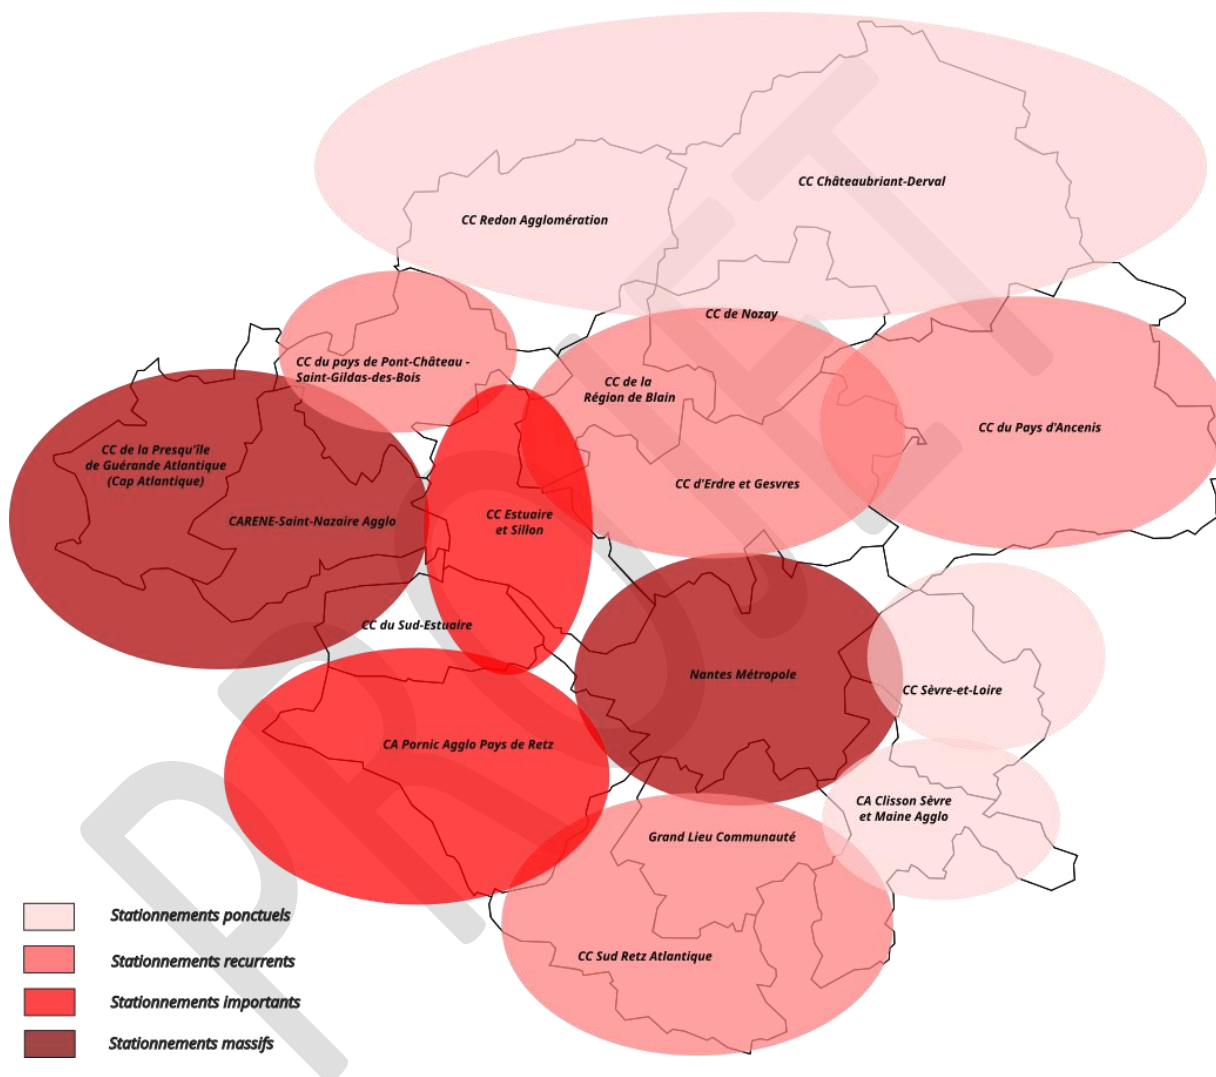 CC Châteaubriant-Derval
CC Redon Agglomération
CC de Nozay
CC du pays de Pont-Château -
Saint-Gildas-des-Bois
CC de la
Région de Blain
CC du Pays d'Ancenis
CC de la Presqu'île
de Guérande Atlantique
(Cap Atlantique)
CC d'Erdre et Gesvres
CARENE-Saint-Nazaire Agglo
CC Estuaire
et Sillon
CC du Sud-Estuaire
Nantes Métropole
CC Sèvre-et-Loire
CA Pornic Agglo Pays de Retz
CA Clisson Sèvre
et Maine Agglo
Grand Lieu Communauté
CC Sud Retz Atlantique
Stationnements ponctuels
Stationnements recurrents
Stationnements importants
Stationnements massifs
PROJET